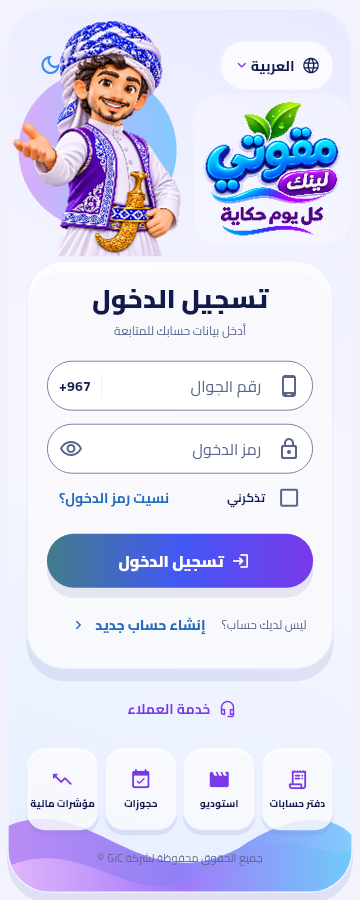 العربية
مقوتي
لينك
كل يوم حكاية
تسجيل الدخول
أدخل بيانات حسابك للمتابعة
رقم الجوال
+967
رمز الدخول
تذكرني
نسيت رمز الدخول؟
تسجيل الدخول
ليس لديك حساب؟ إنشاء حساب جديد
خدمة العملاء
دفتر حسابات
استوديو
حجوزات
مؤشرات مالية
جميع الحقوق محفوظة لشركة GiC ©